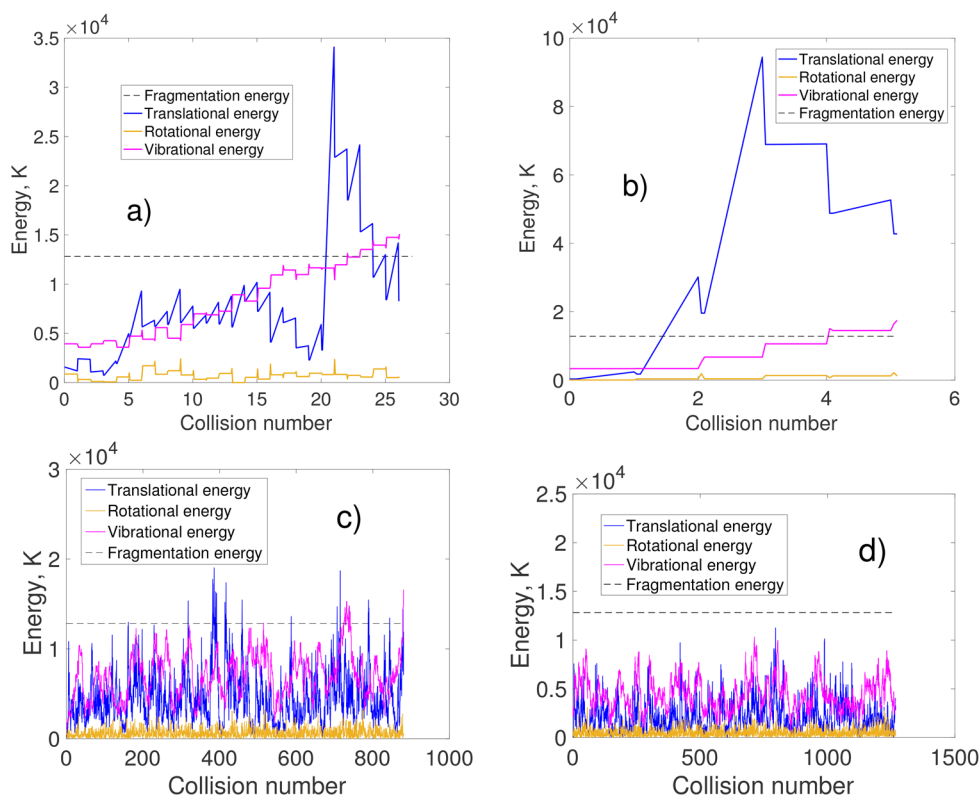 ×10^4
3.5
3
2.5
2
1.5
1
0.5
0
Energy, K
Fragmentation energy
Translational energy
Rotational energy
Vibrational energy
a)
0 5 10 15 20 25 30
Collision number
×10^4
10
8
6
4
2
0
Energy, K
Translational energy
Rotational energy
Vibrational energy
Fragmentation energy
b)
0 2 4 6
Collision number
×10^4
3
2
1
0
Energy, K
Translational energy
Rotational energy
Vibrational energy
Fragmentation energy
c)
0 200 400 600 800 1000
Collision number
×10^4
2.5
2
1.5
1
0.5
0
Energy, K
Translational energy
Rotational energy
Vibrational energy
Fragmentation energy
d)
0 500 1000 1500
Collision number